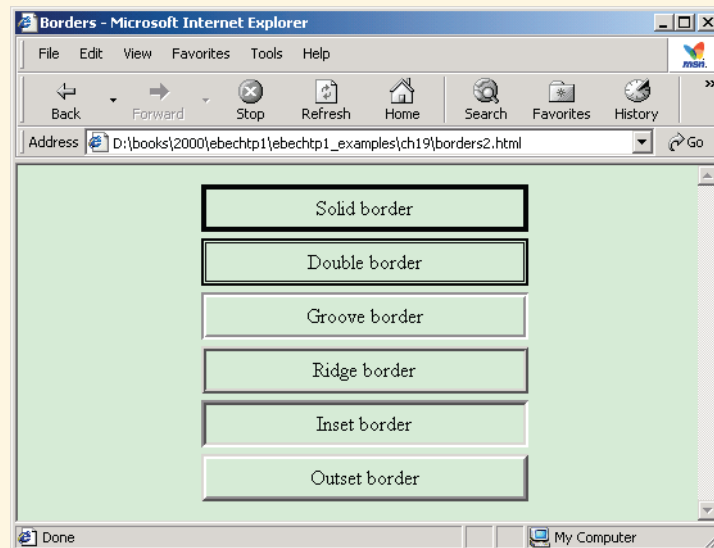 Borders - Microsoft Internet Explorer
File Edit View Favorites Tools Help
msn.
Back Forward Stop Refresh Home Search Favorites History »
Address D:\books\2000\ebechtp1\ebechtp1_examples\ch19\borders2.html Go
Solid border
Double border
Groove border
Ridge border
Inset border
Outset border
Done My Computer